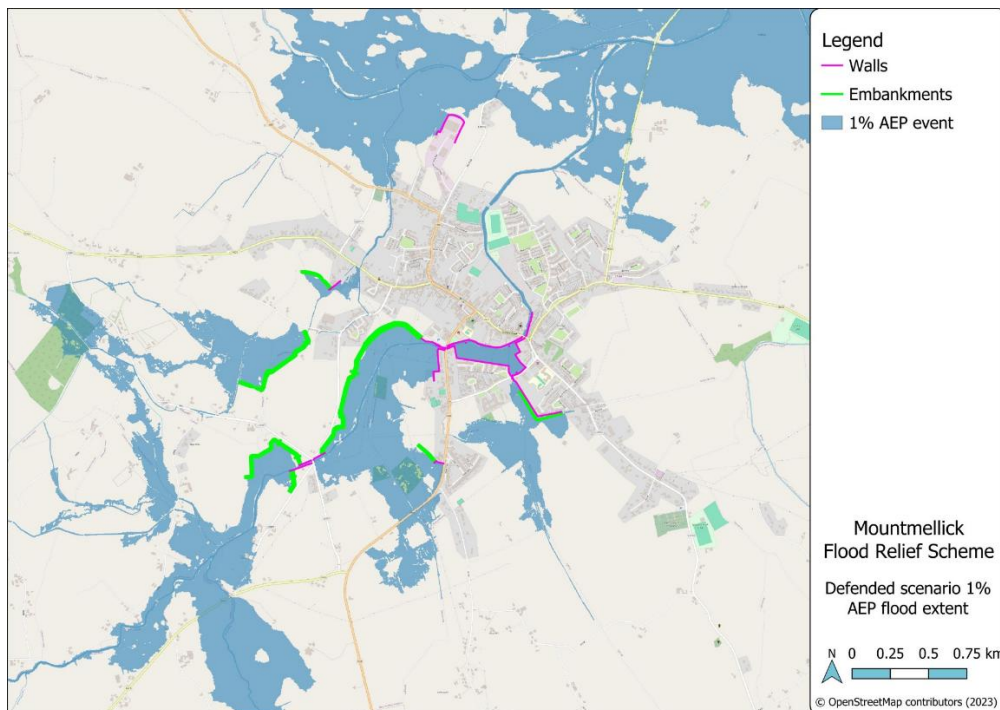 Legend
Walls
Embankments
1% AEP event
Mountmellick
Flood Relief Scheme
Defended scenario 1%
AEP flood extent
N 0 0.25 0.5 0.75 km
© OpenStreetMap contributors (2023)